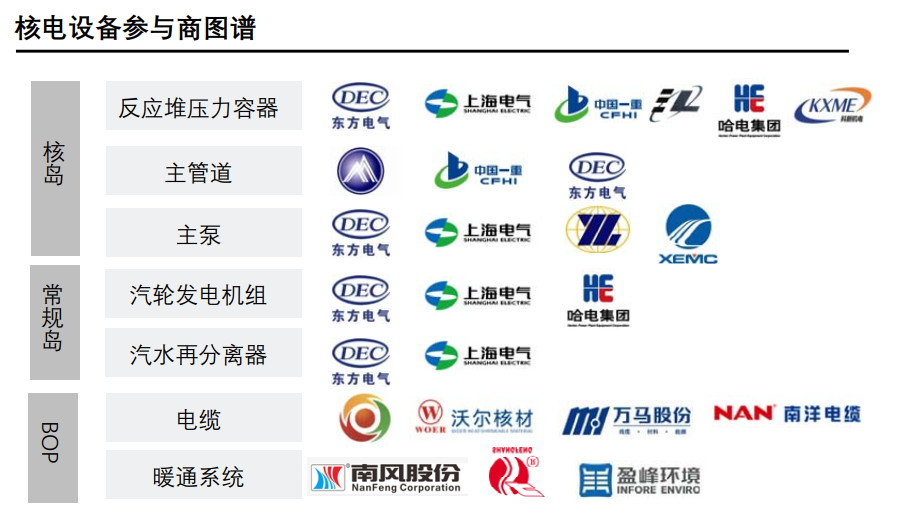 核电设备参与商图谱
核岛
反应堆压力容器
DEC
东方电气
上海电气
SHANGHAI ELECTRIC
中国一重
CFHI
HE
哈电集团
KXME
科新机电
主管道
中国一重
CFHI
DEC
东方电气
主泵
DEC
东方电气
上海电气
SHANGHAI ELECTRIC
XEMC
常规岛
汽轮发电机组
DEC
东方电气
上海电气
SHANGHAI ELECTRIC
HE
哈电集团
汽水再分离器
DEC
东方电气
上海电气
SHANGHAI ELECTRIC
BOP
电缆
W
WOER
沃尔核材
万马股份
线缆 · 材料 · 能源
NAN
南洋电缆
暖通系统
南风股份
NanFeng Corporation
盈峰环境
INFORE ENVIRO